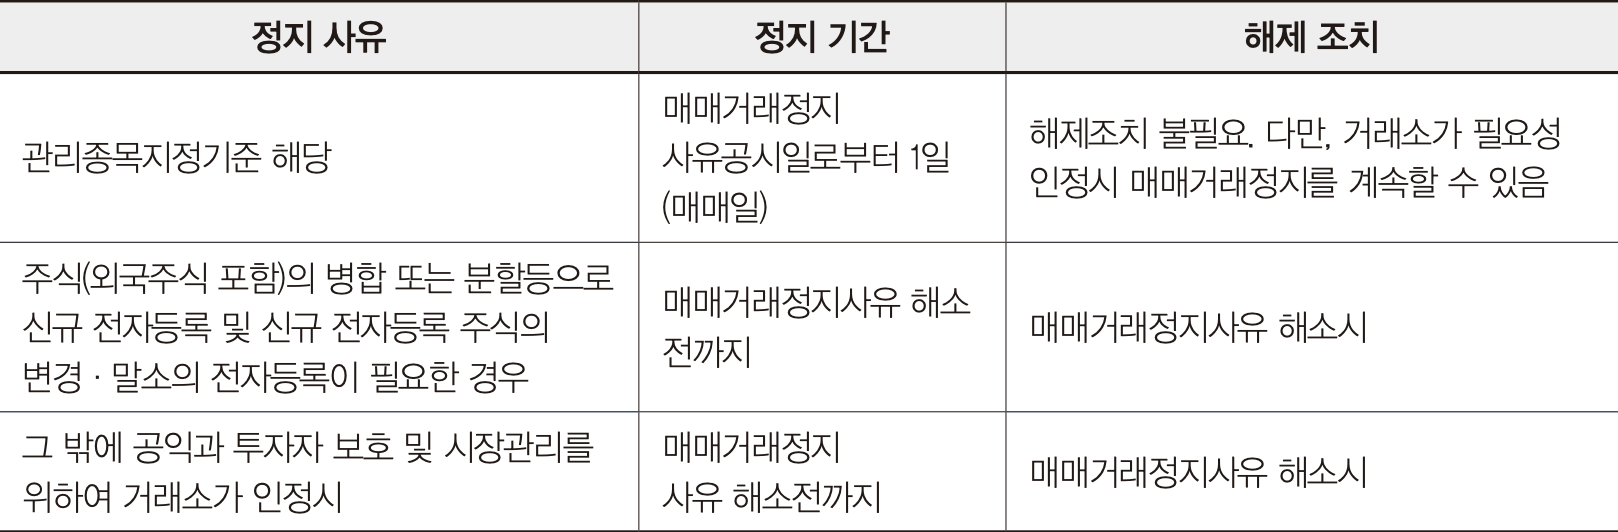 정지 사유
정지 기간
해제 조치
관리종목지정기준 해당
매매거래정지
사유공시일로부터 1일
(매매일)
해제조치 불필요. 다만, 거래소가 필요성
인정시 매매거래정지를 계속할 수 있음
주식(외국주식 포함)의 병합 또는 분할등으로
신규 전자등록 및 신규 전자등록 주식의
변경 · 말소의 전자등록이 필요한 경우
매매거래정지사유 해소
전까지
매매거래정지사유 해소시
그 밖에 공익과 투자자 보호 및 시장관리를
위하여 거래소가 인정시
매매거래정지
사유 해소전까지
매매거래정지사유 해소시